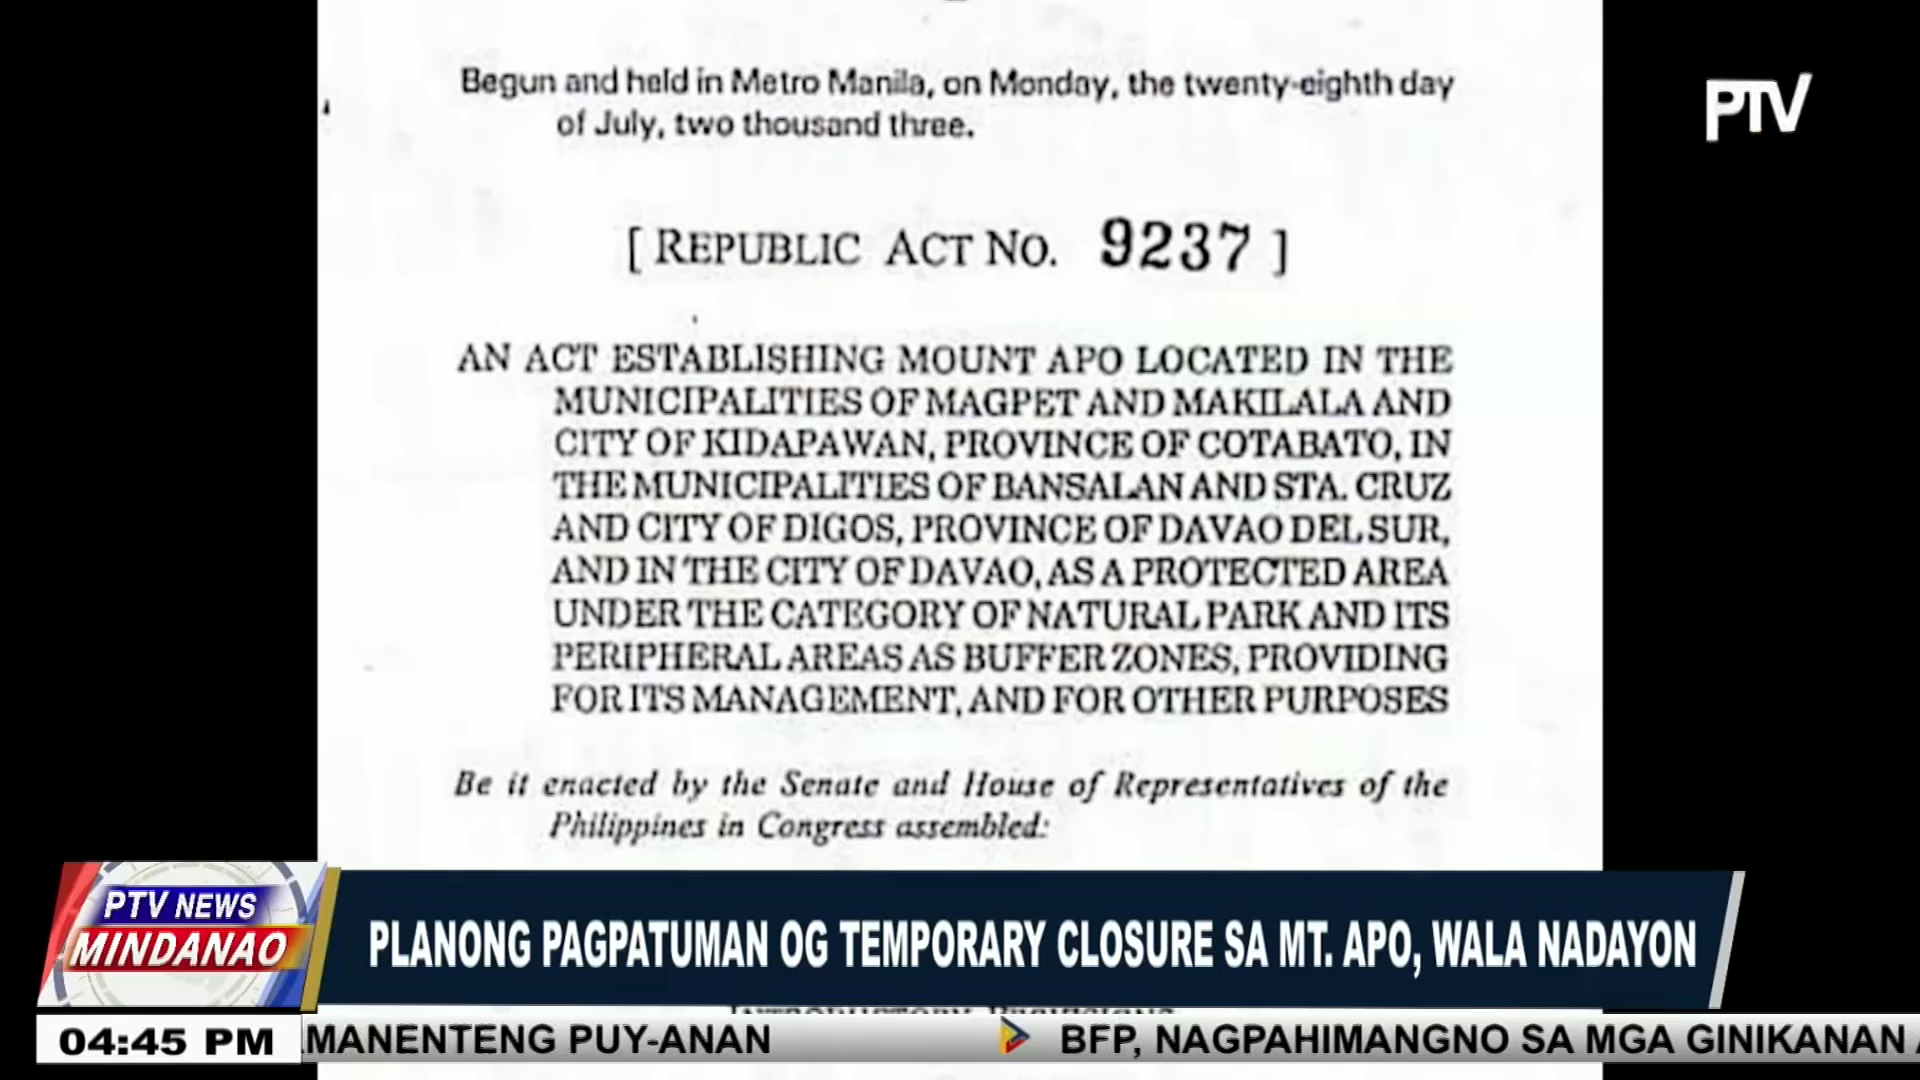 Begun and held in Metro Manila, on Monday, the twenty-eighth day
of July, two thousand three.
PTV
[ REPUBLIC ACT NO. 9237 ]
AN ACT ESTABLISHING MOUNT APO LOCATED IN THE
MUNICIPALITIES OF MAGPET AND MAKILALA AND
CITY OF KIDAPAWAN, PROVINCE OF COTABATO, IN
THE MUNICIPALITIES OF BANSALAN AND STA. CRUZ
AND CITY OF DIGOS, PROVINCE OF DAVAO DEL SUR,
AND IN THE CITY OF DAVAO, AS A PROTECTED AREA
UNDER THE CATEGORY OF NATURAL PARK AND ITS
PERIPHERAL AREAS AS BUFFER ZONES, PROVIDING
FOR ITS MANAGEMENT, AND FOR OTHER PURPOSES
Be it enacted by the Senate and House of Representatives of the
Philippines in Congress assembled:
PTV NEWS
MINDANAO
PLANONG PAGPATUMAN OG TEMPORARY CLOSURE SA MT. APO, WALA NADAYON
04:45 PM
MANENTENG PUY-ANAN
BFP, NAGPAHIMANGNO SA MGA GINIKANAN